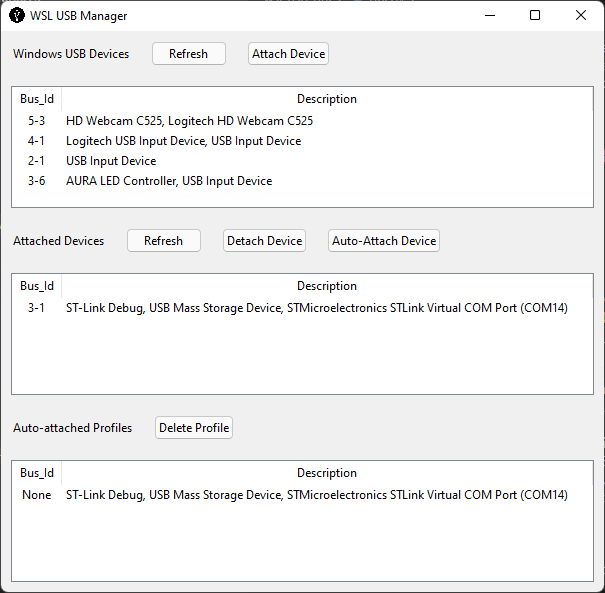 WSL USB Manager
Windows USB Devices Refresh Attach Device
Bus_Id Description
5-3 HD Webcam C525, Logitech HD Webcam C525
4-1 Logitech USB Input Device, USB Input Device
2-1 USB Input Device
3-6 AURA LED Controller, USB Input Device
Attached Devices Refresh Detach Device Auto-Attach Device
Bus_Id Description
3-1 ST-Link Debug, USB Mass Storage Device, STMicroelectronics STLink Virtual COM Port (COM14)
Auto-attached Profiles Delete Profile
Bus_Id Description
None ST-Link Debug, USB Mass Storage Device, STMicroelectronics STLink Virtual COM Port (COM14)